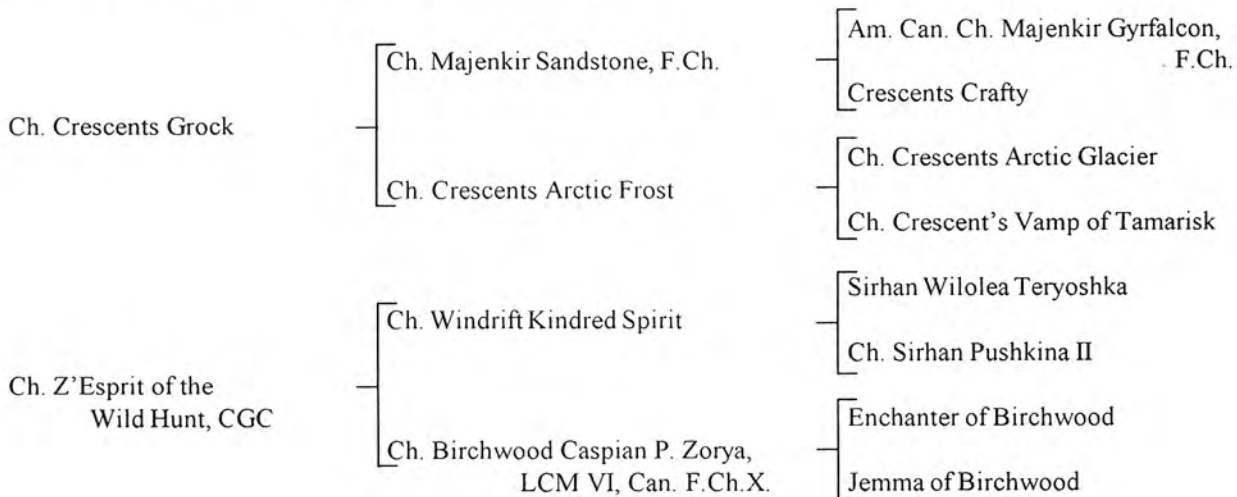 Am. Can. Ch. Majenkir Gyrfalcon,
F.Ch.
Ch. Majenkir Sandstone, F.Ch.
Crescents Crafty
Ch. Crescents Grock
Ch. Crescents Arctic Glacier
Ch. Crescents Arctic Frost
Ch. Crescent's Vamp of Tamarisk
Sirhan Wilolea Teryoshka
Ch. Windrift Kindred Spirit
Ch. Sirhan Pushkina II
Ch. Z'Esprit of the
Wild Hunt, CGC
Enchanter of Birchwood
Ch. Birchwood Caspian P. Zorya,
LCM VI, Can. F.Ch.X.
Jemma of Birchwood